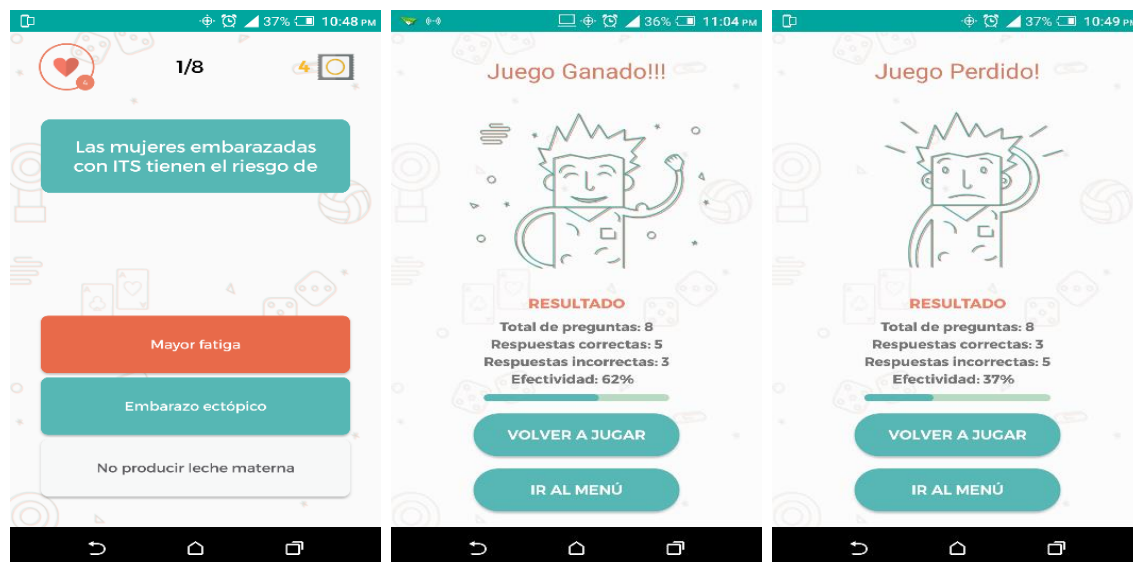 37% 10:48 PM
1/8
4
4
Las mujeres embarazadas
con ITS tienen el riesgo de
Mayor fatiga
Embarazo ectópico
No producir leche materna
36% 11:04 PM
Juego Ganado!!!
RESULTADO
Total de preguntas: 8
Respuestas correctas: 5
Respuestas incorrectas: 3
Efectividad: 62%
VOLVER A JUGAR
IR AL MENÚ
37% 10:49 PM
Juego Perdido!
RESULTADO
Total de preguntas: 8
Respuestas correctas: 3
Respuestas incorrectas: 5
Efectividad: 37%
VOLVER A JUGAR
IR AL MENÚ